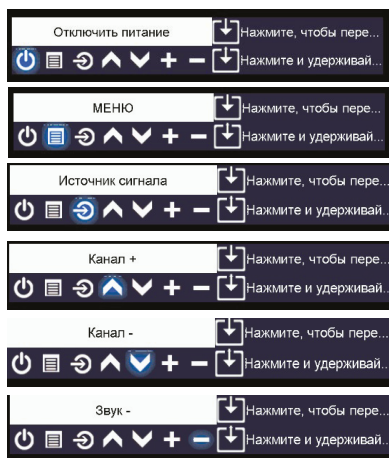 Отключить питание Нажмите, чтобы пере...
Нажмите и удерживай...
МЕНЮ Нажмите, чтобы пере...
Нажмите и удерживай...
Источник сигнала Нажмите, чтобы пере...
Нажмите и удерживай...
Канал + Нажмите, чтобы пере...
Нажмите и удерживай...
Канал - Нажмите, чтобы пере...
Нажмите и удерживай...
Звук - Нажмите, чтобы пере...
Нажмите и удерживай...